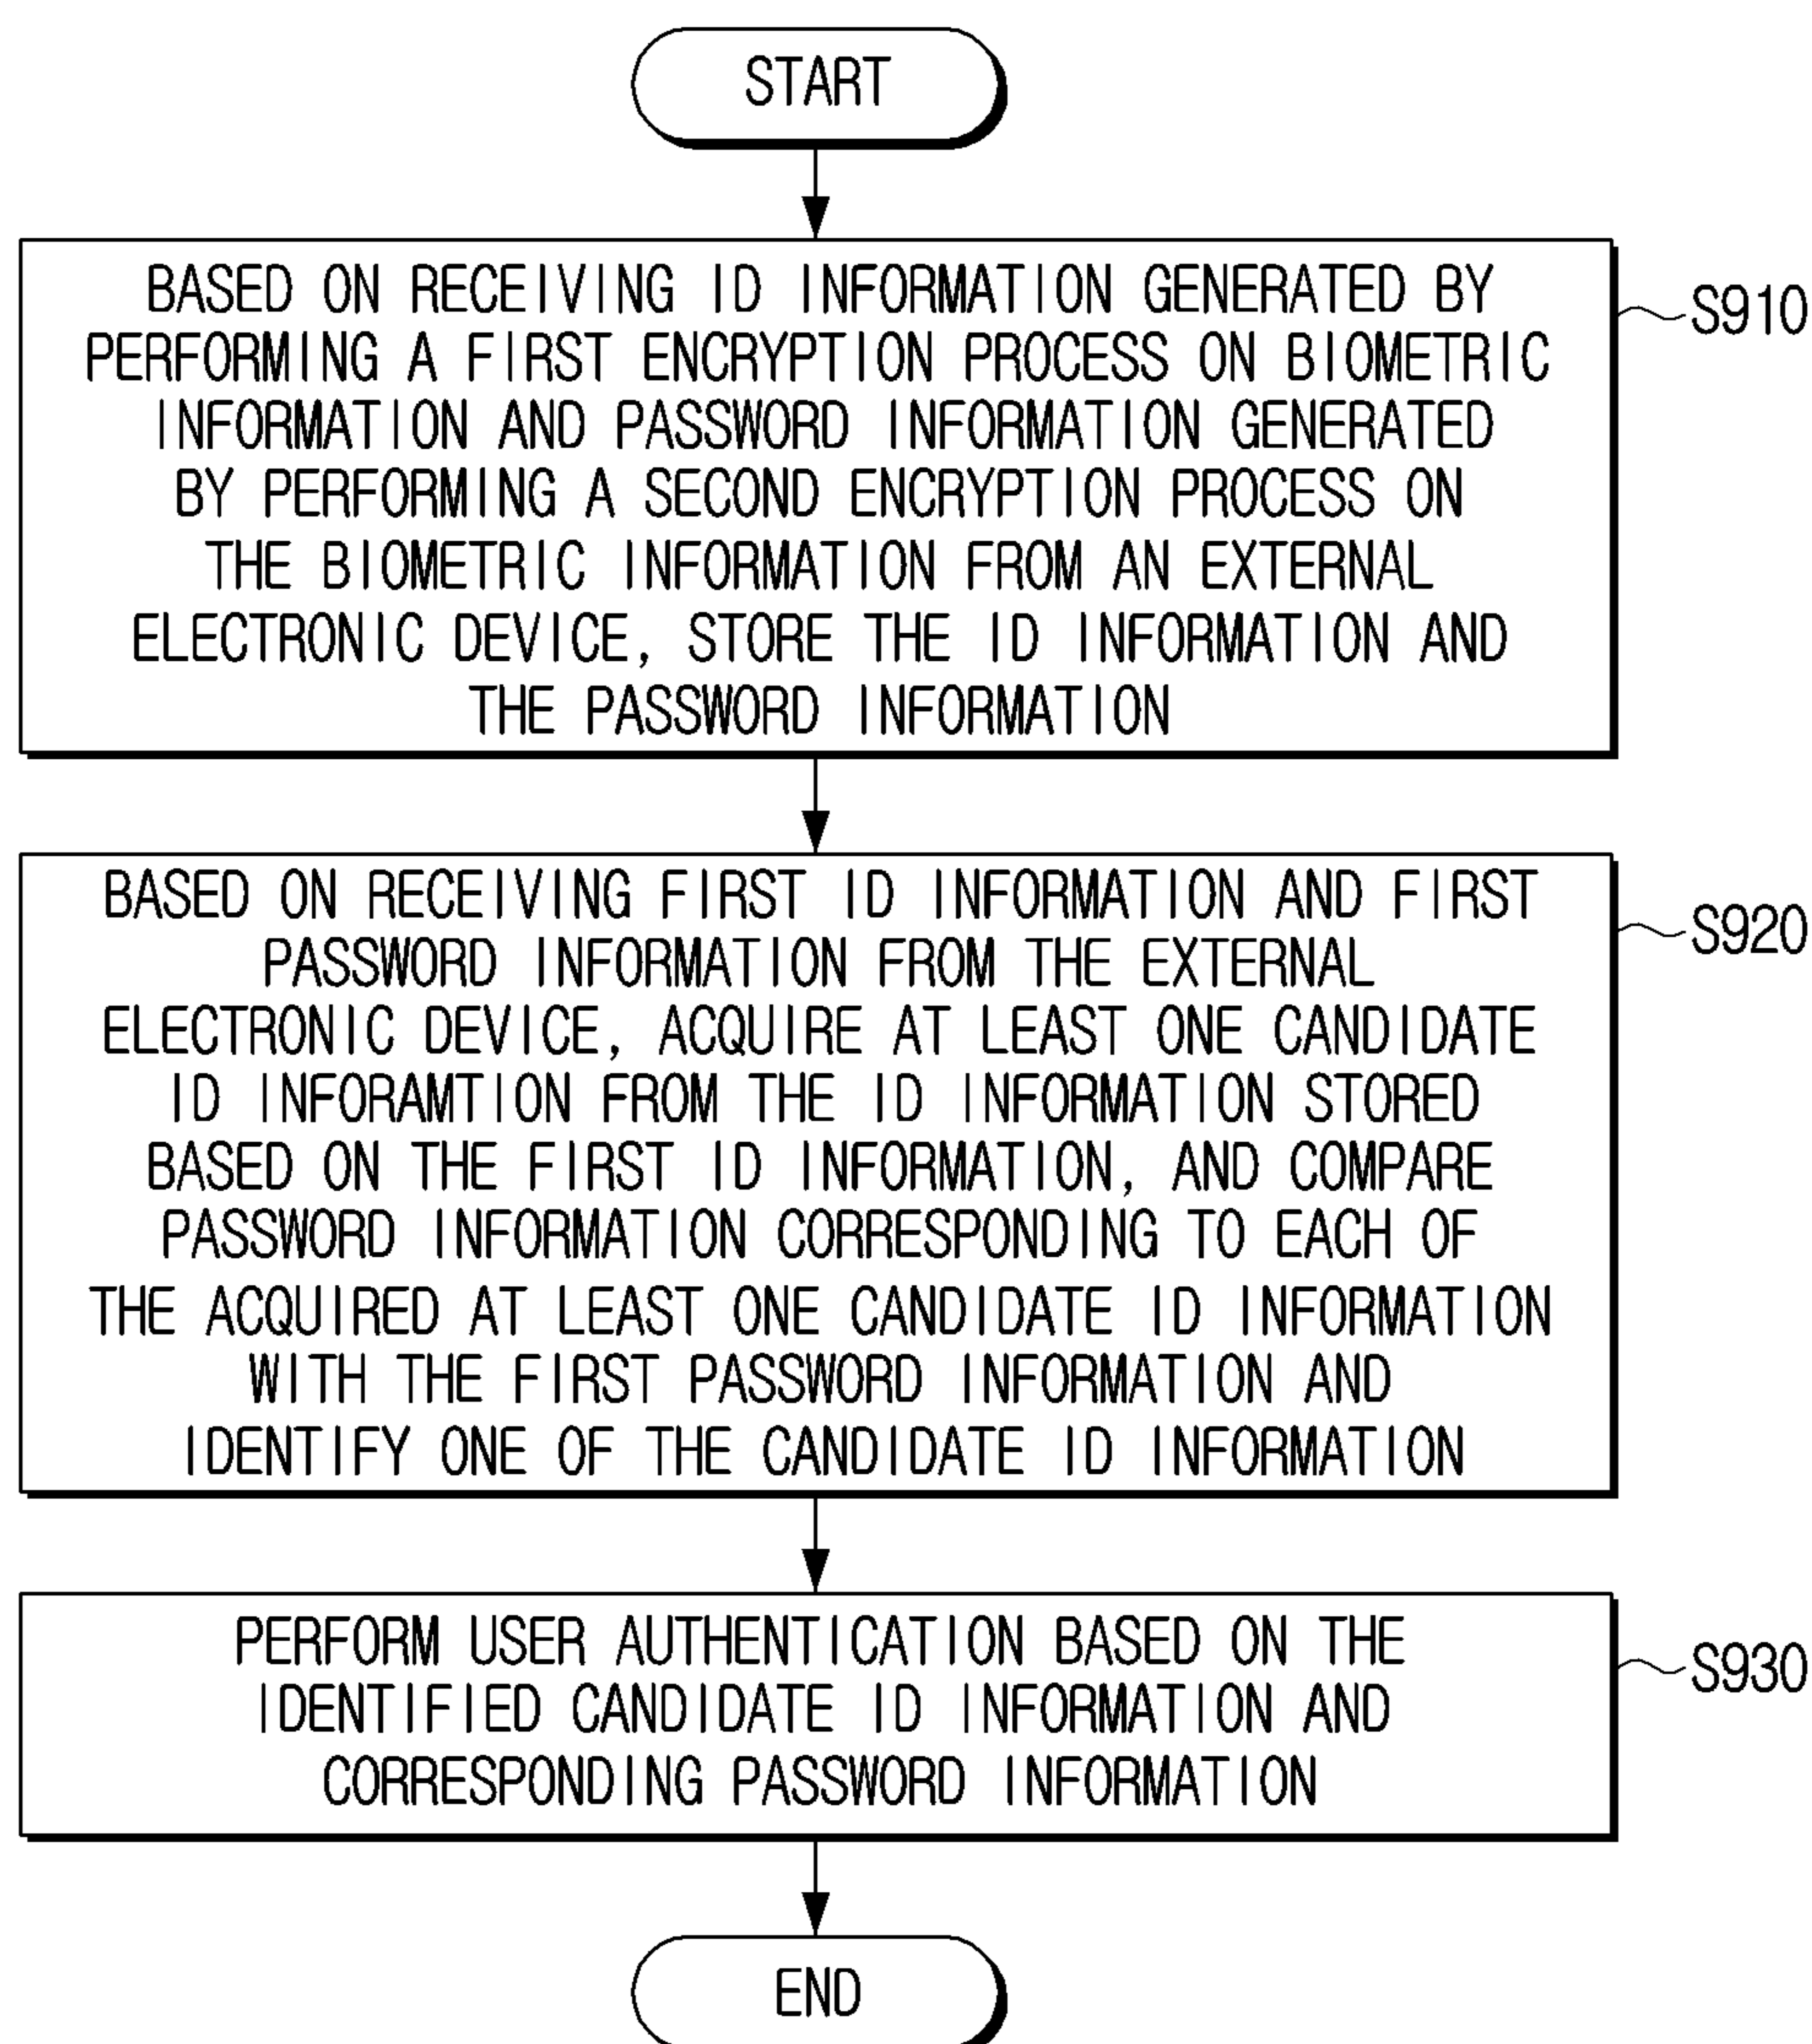 START
BASED ON RECEIVING ID INFORMATION GENERATED BY
PERFORMING A FIRST ENCRYPTION PROCESS ON BIOMETRIC
INFORMATION AND PASSWORD INFORMATION GENERATED
BY PERFORMING A SECOND ENCRYPTION PROCESS ON
THE BIOMETRIC INFORMATION FROM AN EXTERNAL
ELECTRONIC DEVICE, STORE THE ID INFORMATION AND
THE PASSWORD INFORMATION
S910
BASED ON RECEIVING FIRST ID INFORMATION AND FIRST
PASSWORD INFORMATION FROM THE EXTERNAL
ELECTRONIC DEVICE, ACQUIRE AT LEAST ONE CANDIDATE
ID INFORAMTION FROM THE ID INFORMATION STORED
BASED ON THE FIRST ID INFORMATION, AND COMPARE
PASSWORD INFORMATION CORRESPONDING TO EACH OF
THE ACQUIRED AT LEAST ONE CANDIDATE ID INFORMATION
WITH THE FIRST PASSWORD INFORMATION AND
IDENTIFY ONE OF THE CANDIDATE ID INFORMATION
S920
PERFORM USER AUTHENTICATION BASED ON THE
IDENTIFIED CANDIDATE ID INFORMATION AND
CORRESPONDING PASSWORD INFORMATION
S930
END